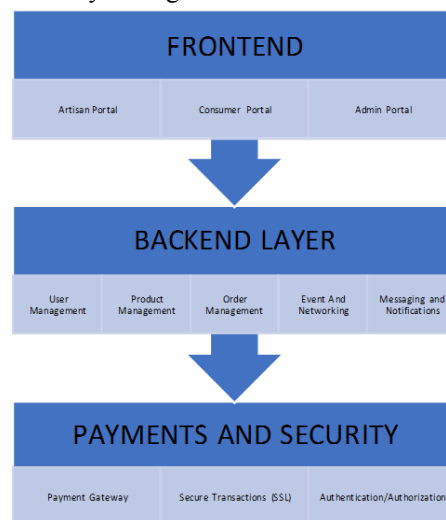 FRONTEND
Artisan Portal
Consumer Portal
Admin Portal
BACKEND LAYER
User
Management
Product
Management
Order
Management
Event And
Networking
Messaging and
Notifications
PAYMENTS AND SECURITY
Payment Gateway
Secure Transactions (SSL)
Authentication/Authorization